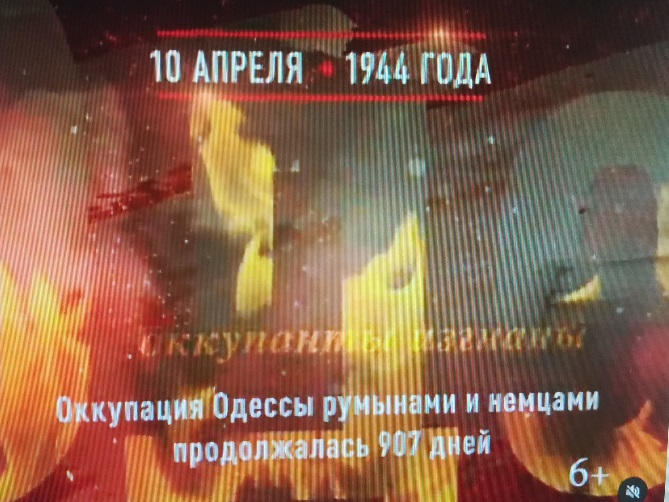 10 АПРЕЛЯ • 1944 ГОДА
оккупанты изгнаны
Оккупация Одессы румынами и немцами
продолжалась 907 дней
6+